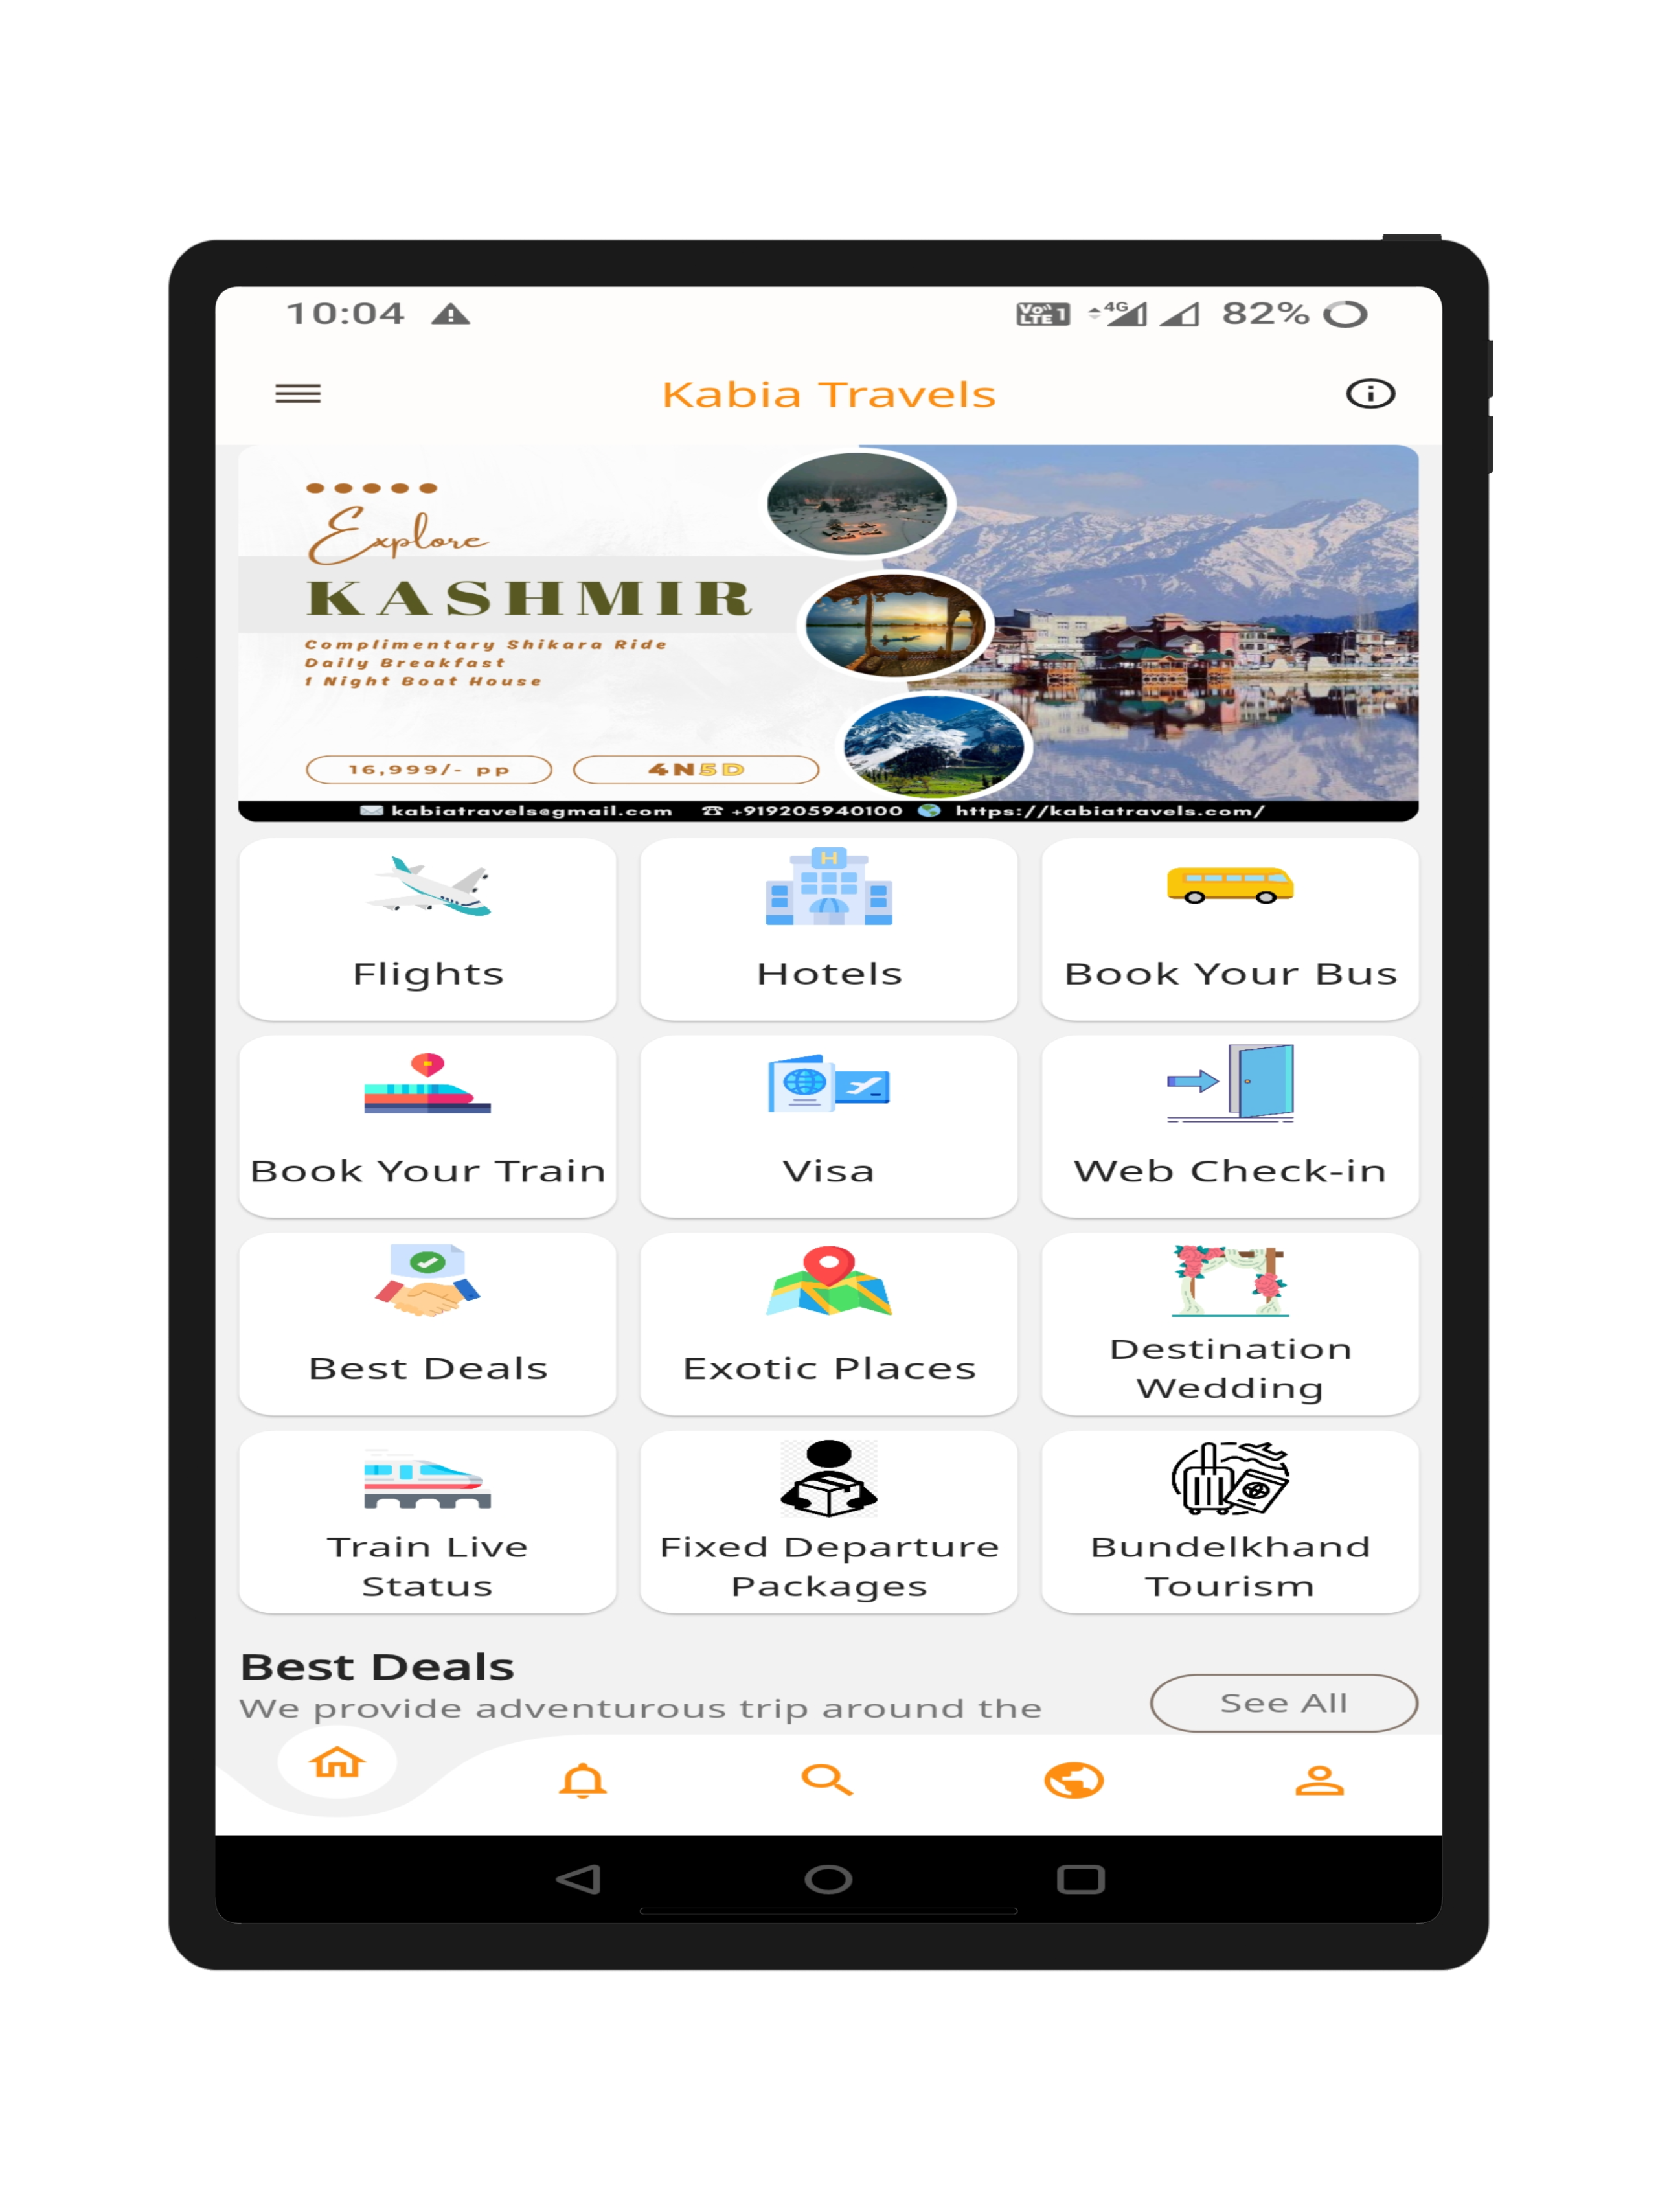 10:04
Vo)) LTE 1 4G 82%
Kabia Travels
Explore
KASHMIR
Complimentary Shikara Ride
Daily Breakfast
1 Night Boat House
16,999/- pp 4N5D
kabiatravels@gmail.com +919205940100 https://kabiatravels.com/
Flights Hotels Book Your Bus
H
Book Your Train Visa Web Check-in
Best Deals Exotic Places Destination
Wedding
Train Live Fixed Departure Bundelkhand
Status Packages Tourism
Best Deals
We provide adventurous trip around the
See All